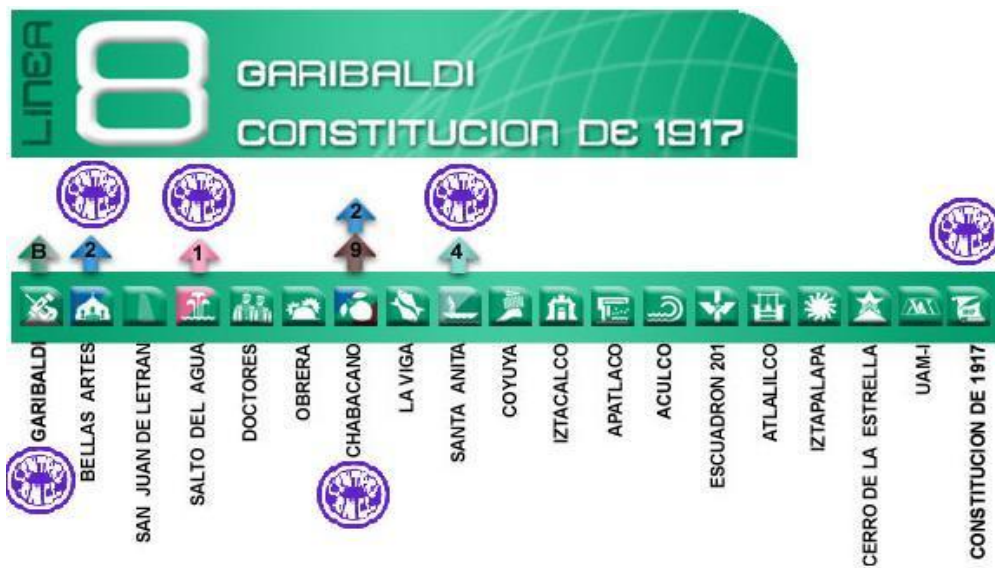 LINEA
8
GARIBALDI
CONSTITUCION DE 1917
2
B
2
1
9
4
GARIBALDI
BELLAS ARTES
SAN JUAN DE LETRAN
SALTO DEL AGUA
DOCTORES
OBRERA
CHABACANO
LA VIGA
SANTA ANITA
COYUYA
IZTACALCO
APATLACO
ACULCO
ESCUADRON 201
ATLALILCO
IZTAPALAPA
CERRO DE LA ESTRELLA
UAM-I
CONSTITUCION DE 1917